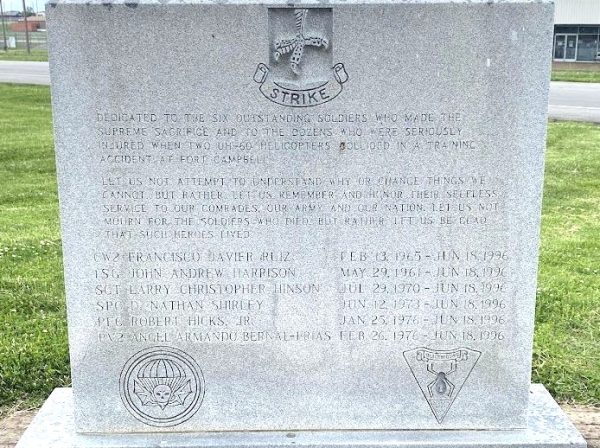 STRIKE
DEDICATED TO THE SIX OUTSTANDING SOLDIERS WHO MADE THE
SUPREME SACRIFICE AND TO THE DOZENS WHO WERE SERIOUSLY
INJURED WHEN TWO UH-60 HELICOPTERS COLLIDED IN A TRAINING
ACCIDENT AT FORT CAMPBELL.
LET US NOT ATTEMPT TO UNDERSTAND WHY OR CHANGE THINGS WE
CANNOT, BUT RATHER, LET US REMEMBER AND HONOR THEIR SELFLESS
SERVICE TO OUR COMRADES, OUR ARMY AND OUR NATION. LET US NOT
MOURN FOR THE SOLDIERS WHO DIED, BUT RATHER LET US BE GLAD
THAT SUCH HEROES LIVED.
CW2 FRANCISCO JAVIER RUIZ FEB 13, 1965 - JUN 18, 1996
1SG JOHN ANDREW HARRISON MAY 29, 1961 - JUN 18, 1996
SGT LARRY CHRISTOPHER HINSON JUL 29, 1970 - JUN 18, 1996
SPC D. NATHAN SHIRLEY JUN 12, 1973 - JUN 18, 1996
PFC ROBERT HICKS, JR. JAN 25, 1976 - JUN 18, 1996
PV2 ANGEL ARMANDO BERNAL-FRIAS FEB 26, 1976 - JUN 18, 1996